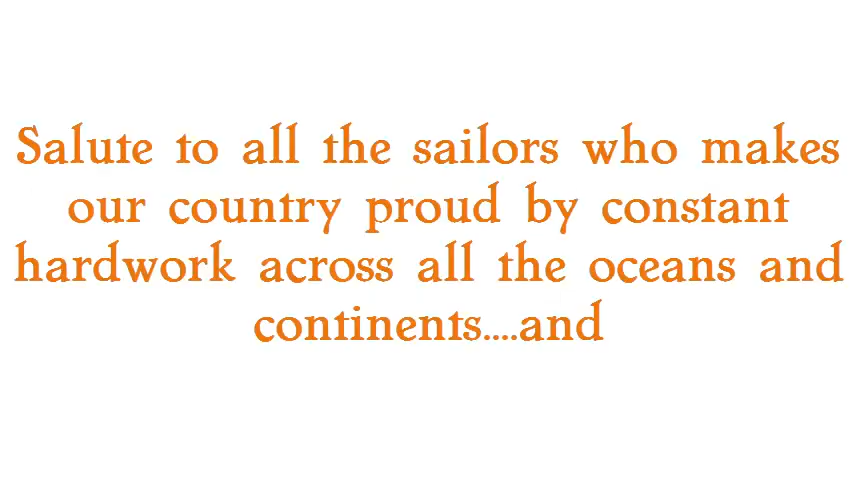 Salute to all the sailors who makes
our country proud by constant
hardwork across all the oceans and
continents....and